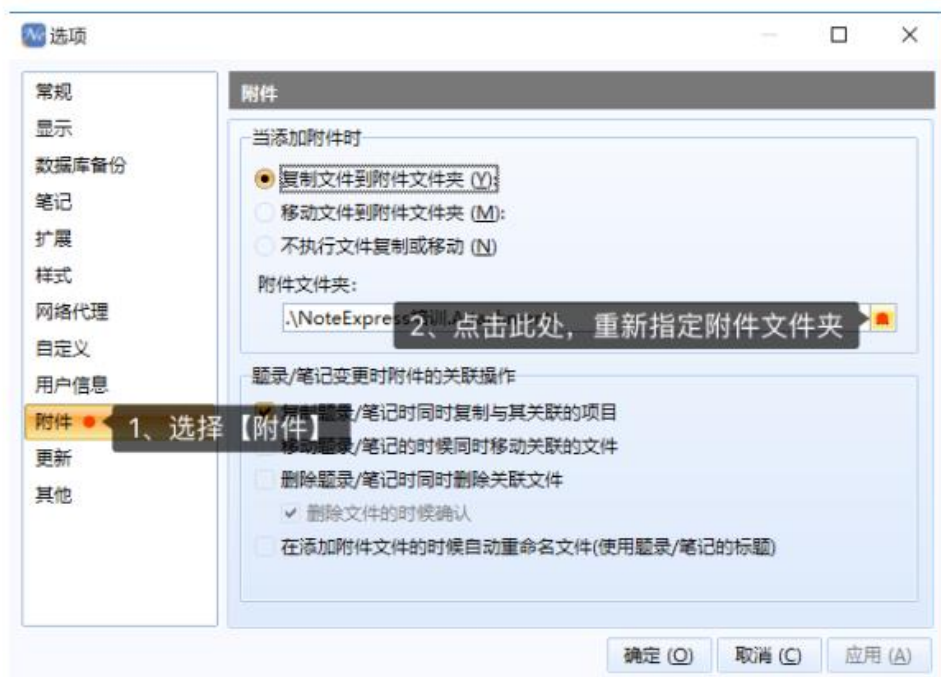 选项
常规
显示
数据库备份
笔记
扩展
样式
网络代理
自定义
用户信息
附件
更新
其他
附件
当添加附件时
复制文件到附件文件夹 (Y):
移动文件到附件文件夹 (M):
不执行文件复制或移动 (N)
附件文件夹:
.\NoteExpress
2、点击此处，重新指定附件文件夹
题录/笔记变更时附件的关联操作
复制题录/笔记时同时复制与其关联的项目
1、选择【附件】
移动题录/笔记的时候同时移动关联的文件
删除题录/笔记时同时删除关联文件
删除文件的时候确认
在添加附件文件的时候自动重命名文件(使用题录/笔记的标题)
确定 (O)
取消 (C)
应用 (A)